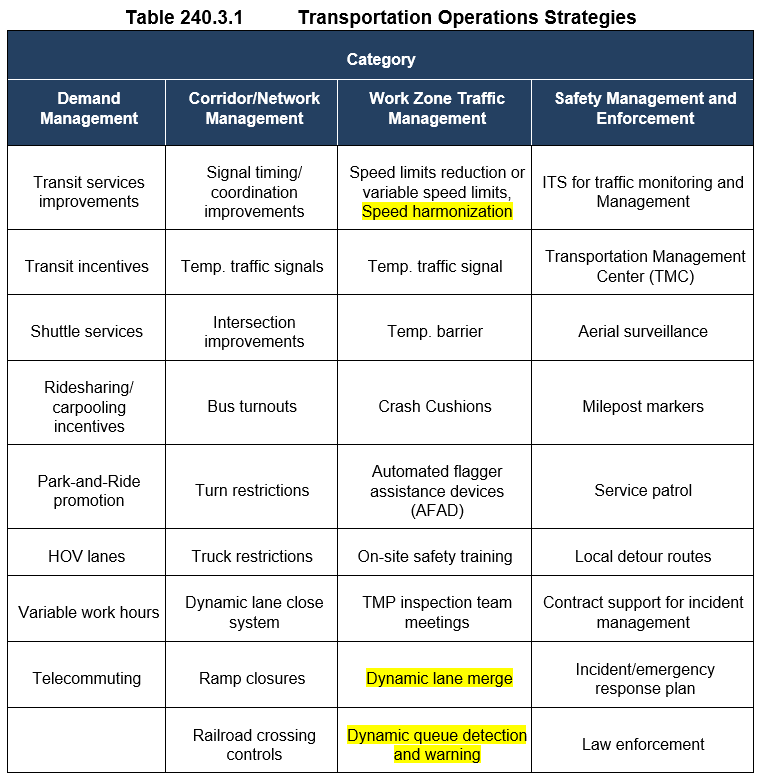 Table 240.3.1 Transportation Operations Strategies
Category
Demand
Management
Corridor/Network
Management
Work Zone Traffic
Management
Safety Management and
Enforcement
Transit services
improvements
Signal timing/
coordination
improvements
Speed limits reduction or
variable speed limits,
Speed harmonization
ITS for traffic monitoring and
Management
Transit incentives
Temp. traffic signals
Temp. traffic signal
Transportation Management
Center (TMC)
Shuttle services
Intersection
improvements
Temp. barrier
Aerial surveillance
Ridesharing/
carpooling
incentives
Bus turnouts
Crash Cushions
Milepost markers
Park-and-Ride
promotion
Turn restrictions
Automated flagger
assistance devices
(AFAD)
Service patrol
HOV lanes
Truck restrictions
On-site safety training
Local detour routes
Variable work hours
Dynamic lane close
system
TMP inspection team
meetings
Contract support for incident
management
Telecommuting
Ramp closures
Dynamic lane merge
Incident/emergency
response plan
Railroad crossing
controls
Dynamic queue detection
and warning
Law enforcement